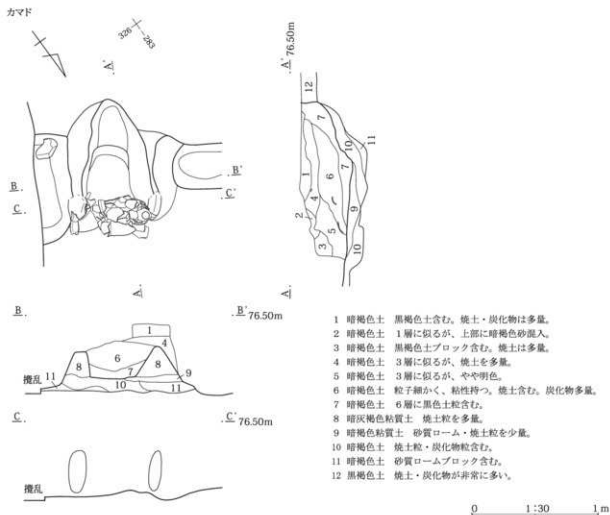 カマド
326
-283
A'
A' 76.50m
12
7
10
11
1
6
7
4
9
2
5
3
10
B
B'
C
C'
A
A
B
B' 76.50m
1
4
6
8
8
7
9
撹乱
11
10
11
C
C' 76.50m
撹乱
1 暗褐色土 黒褐色土含む。焼土・炭化物は多量。
2 暗褐色土 1層に似るが、上部に暗褐色砂混入。
3 暗褐色土 黒褐色土ブロック含む。焼土は多量。
4 暗褐色土 3層に似るが、焼土を多量。
5 暗褐色土 3層に似るが、やや明色。
6 暗褐色土 粒子細かく、粘性持つ。焼土含む。炭化物多量。
7 暗褐色土 6層に黒色土粒含む。
8 暗灰褐色粘質土 焼土粒を多量。
9 暗褐色粘質土 砂質ローム・焼土粒を少量。
10 暗褐色土 焼土粒・炭化物粒含む。
11 暗褐色土 砂質ロームブロック含む。
12 黒褐色土 焼土・炭化物が非常に多い。
0 1:30 1m